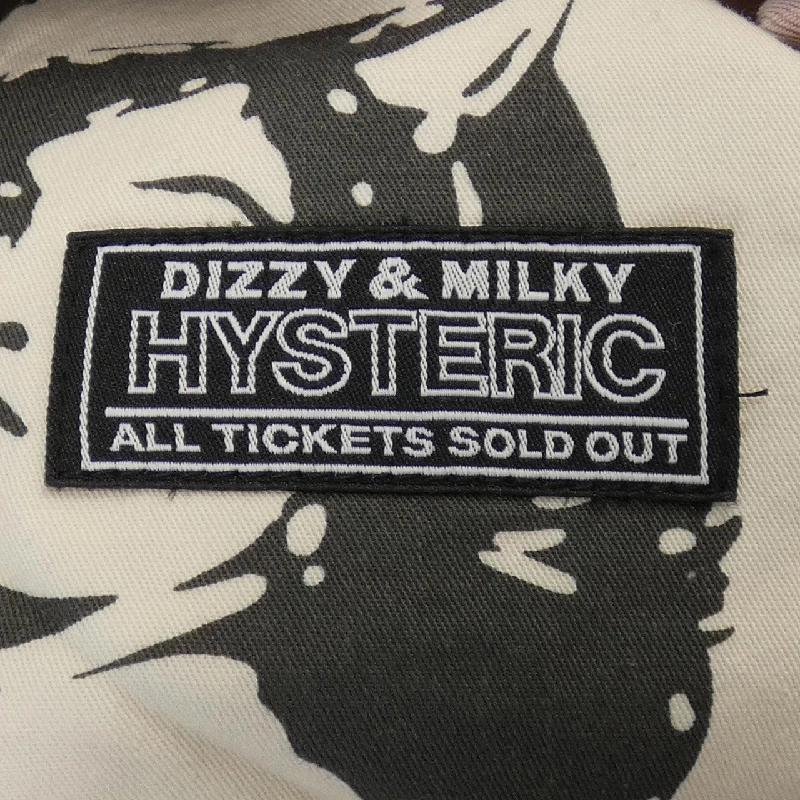 DIZZY & MILKY
HYSTERIC
ALL TICKETS SOLD OUT